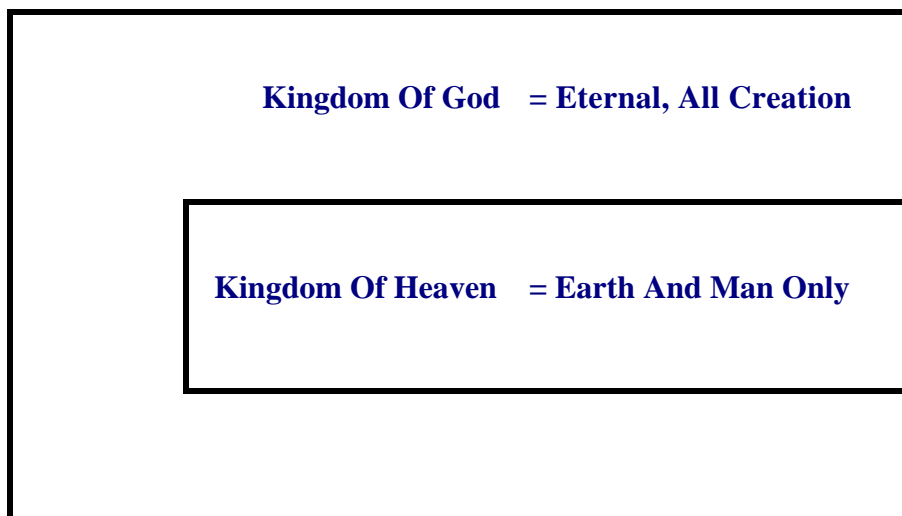 Kingdom Of God = Eternal, All Creation
Kingdom Of Heaven = Earth And Man Only